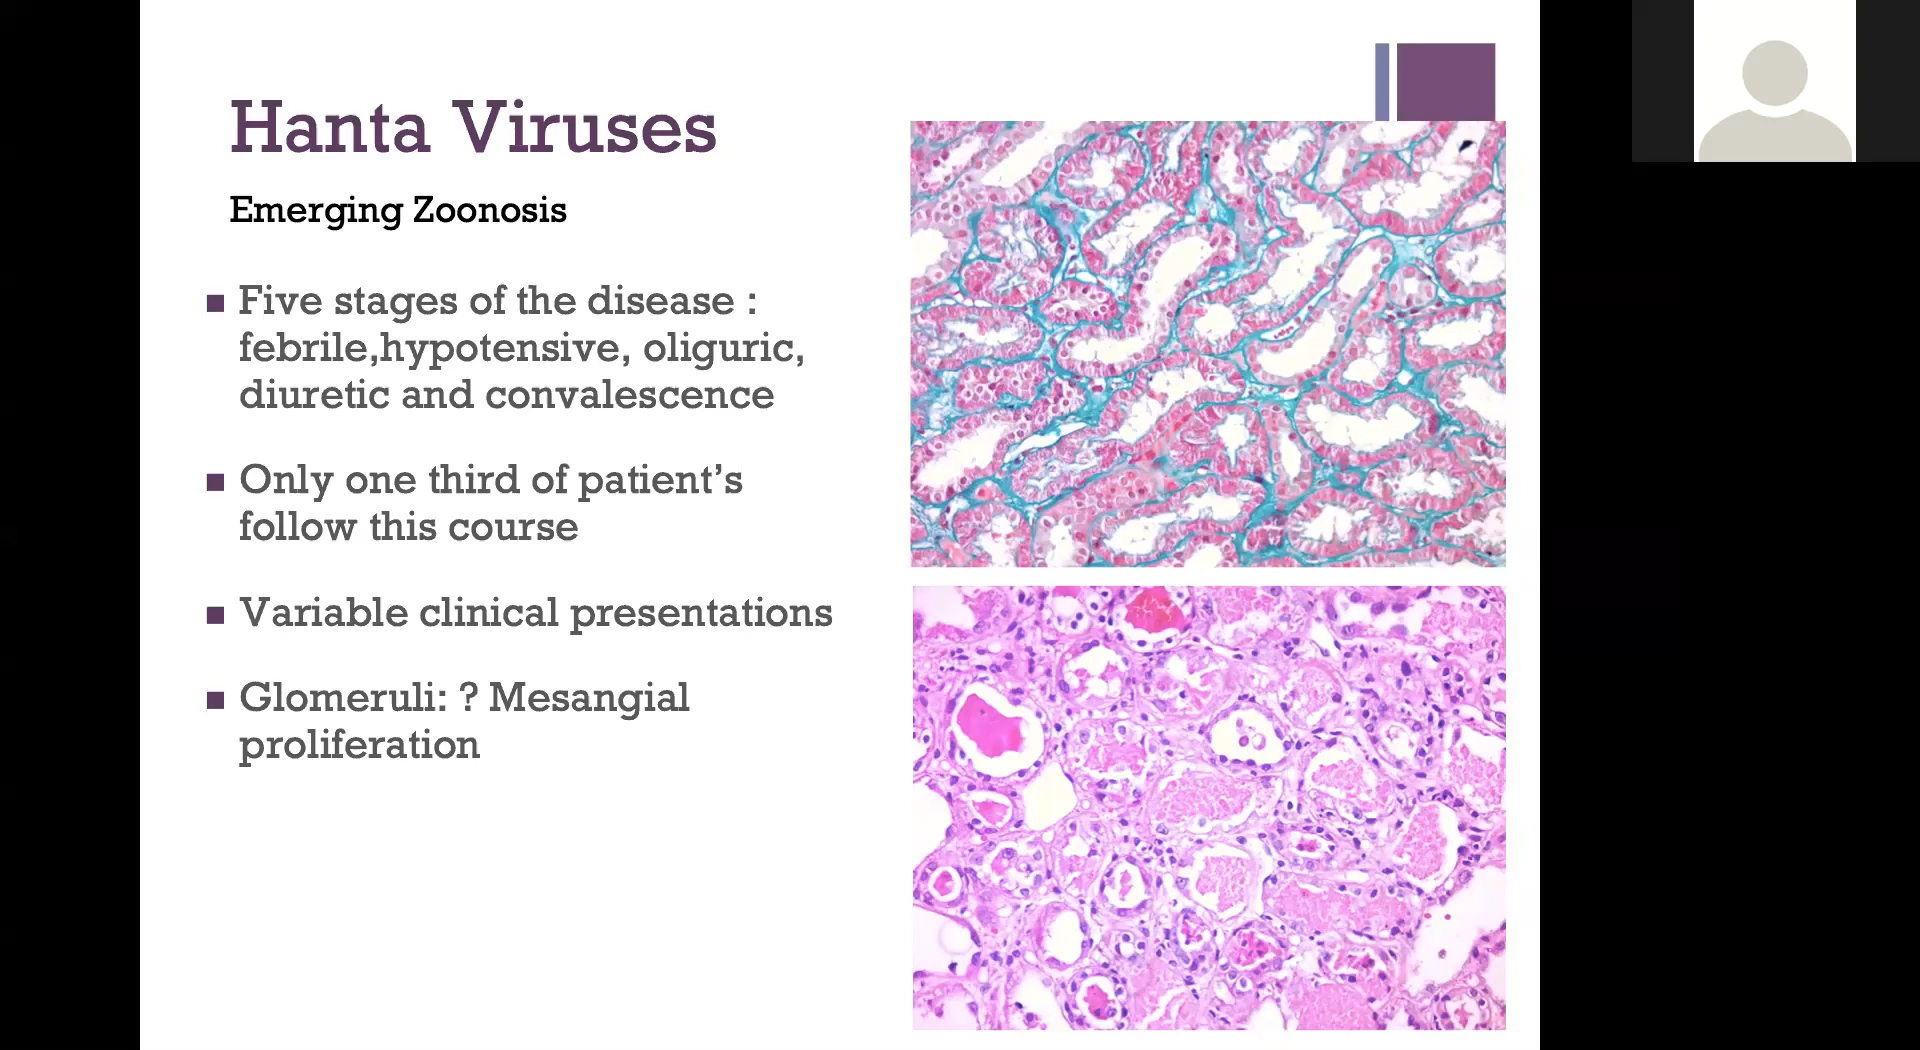 Hanta Viruses
Emerging Zoonosis
Five stages of the disease :
febrile,hypotensive, oliguric,
diuretic and convalescence
Only one third of patient’s
follow this course
Variable clinical presentations
Glomeruli: ? Mesangial
proliferation